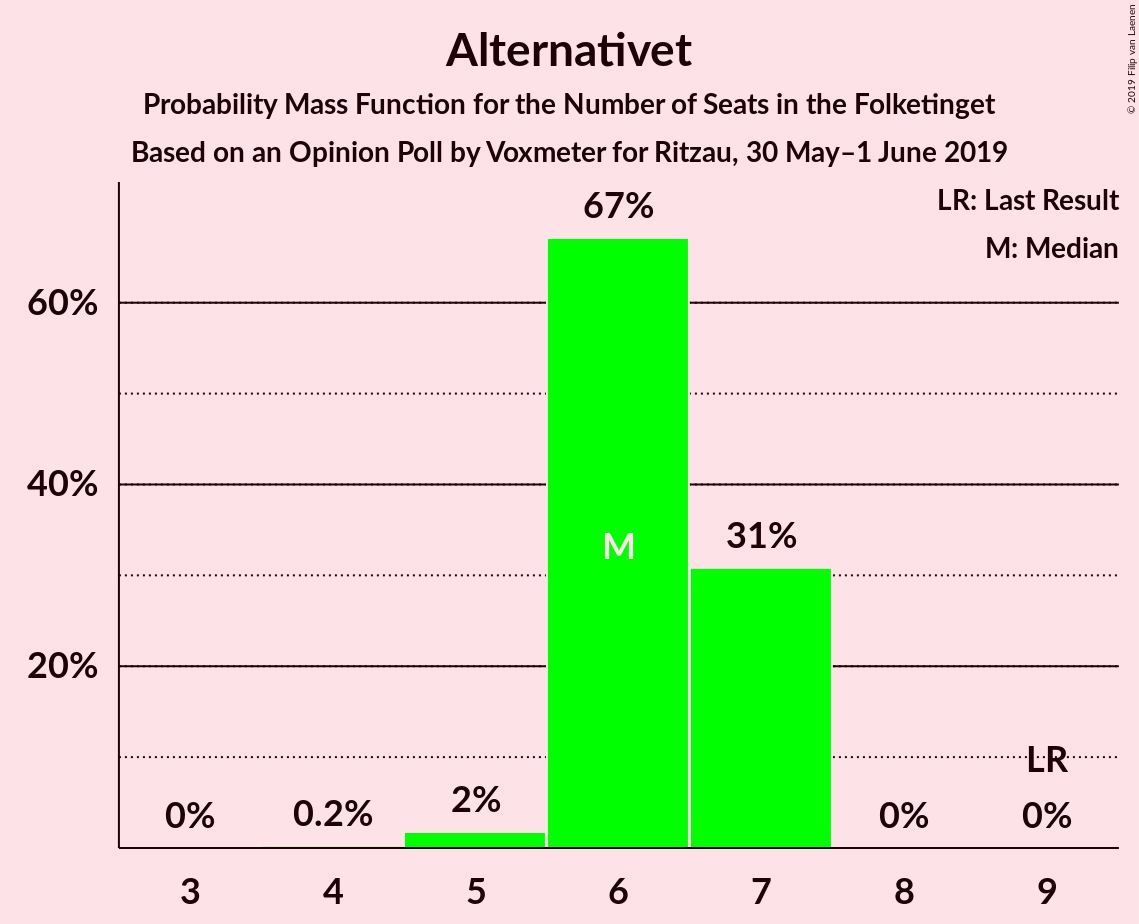 Alternativet
Probability Mass Function for the Number of Seats in the Folketinget
Based on an Opinion Poll by Voxmeter for Ritzau, 30 May–1 June 2019
© 2019 Filip van Laenen
LR: Last Result
M: Median
67%
60%
40%
31%
M
20%
LR
0%
0.2%
2%
0%
0%
3 4 5 6 7 8 9